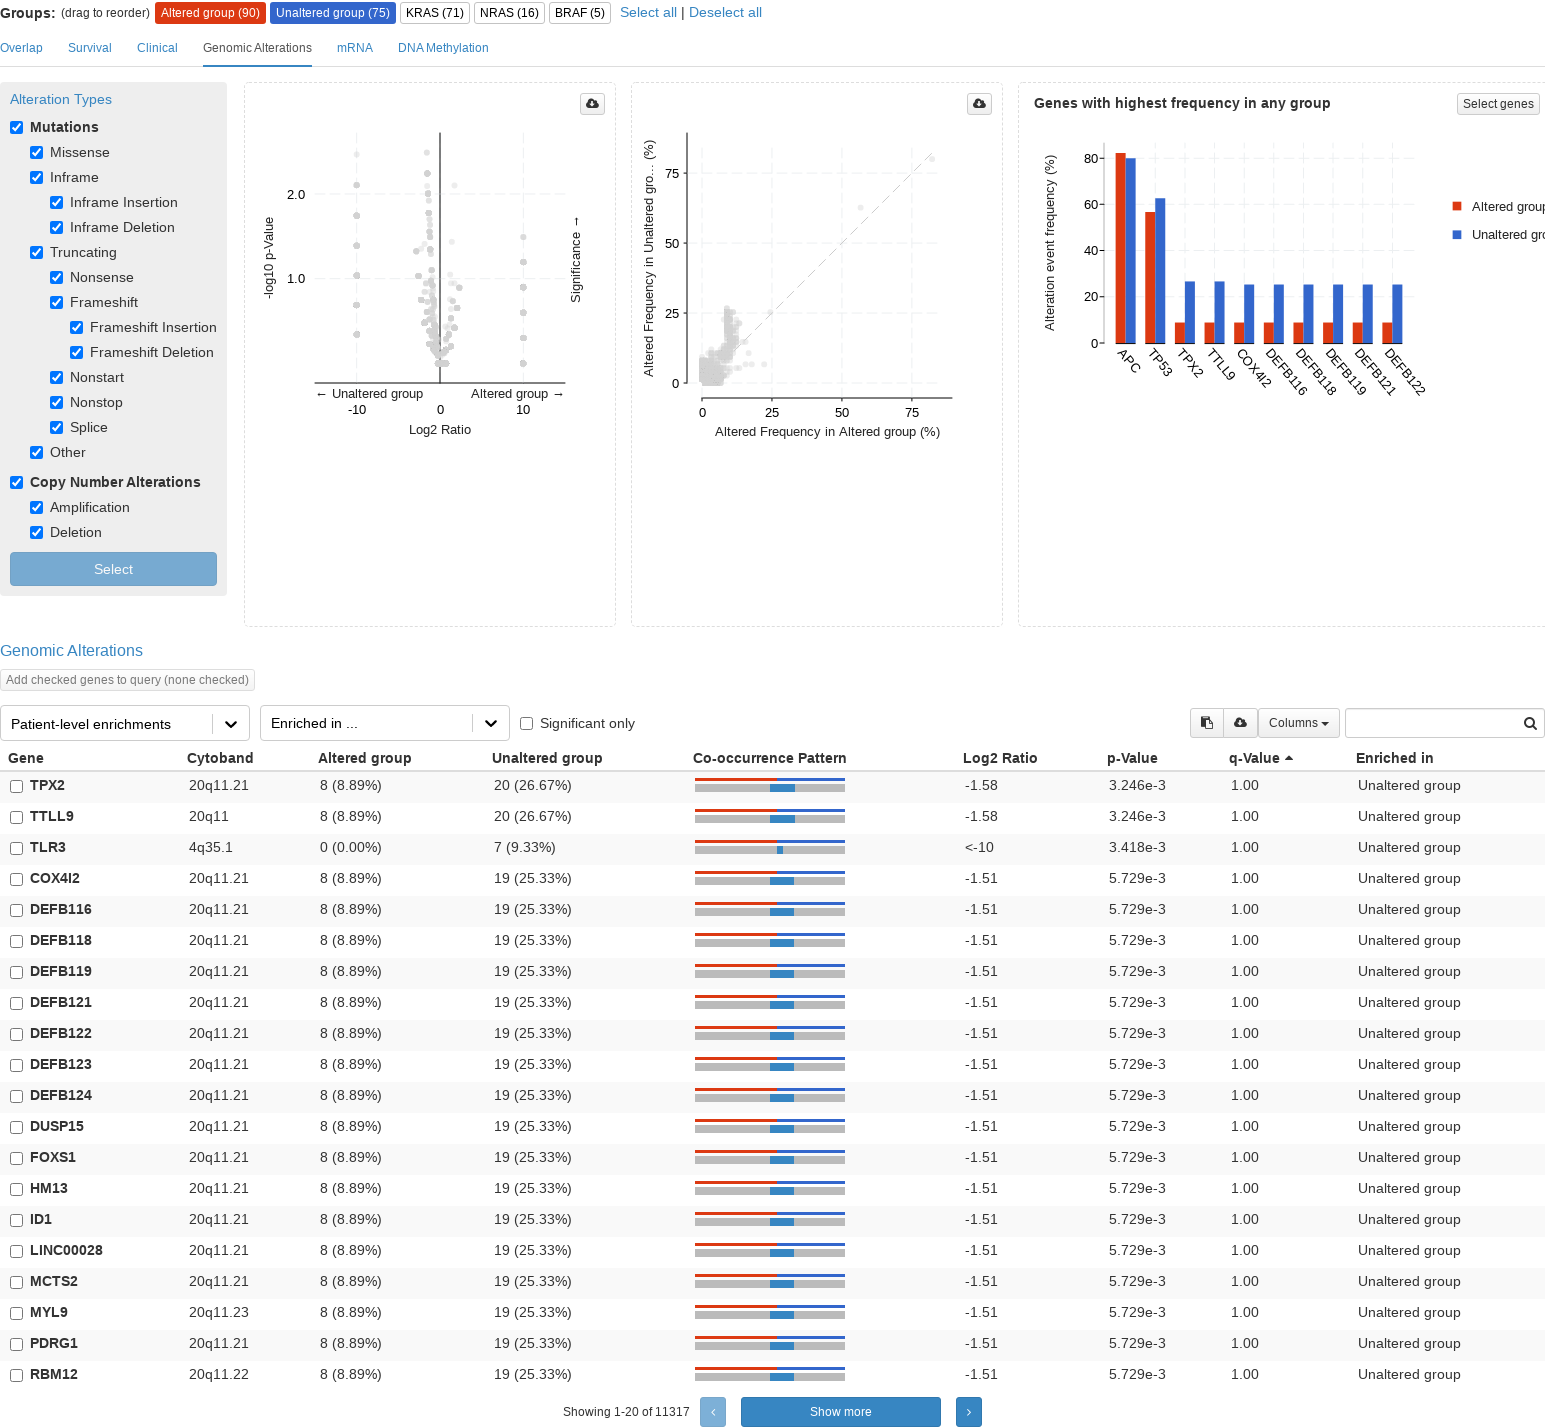 Groups: (drag to reorder) Altered group (90) Unaltered group (75) KRAS (71) NRAS (16) BRAF (5) Select all | Deselect all
Overlap Survival Clinical Genomic Alterations mRNA DNA Methylation
Alteration Types
Mutations
Missense
Inframe
Inframe Insertion
Inframe Deletion
Truncating
Nonsense
Frameshift
Frameshift Insertion
Frameshift Deletion
Nonstart
Nonstop
Splice
Other
Copy Number Alterations
Amplification
Deletion
Select
2.0
1.0
-log10 p-Value
Significance →
← Unaltered group Altered group →
-10 0 10
Log2 Ratio
Altered Frequency in Unaltered gro… (%)
75
50
25
0
0 25 50 75
Altered Frequency in Altered group (%)
Genes with highest frequency in any group Select genes
Alteration event frequency (%)
80
60
40
20
0
APC TP53 TPX2 TTLL9 COX4I2 DEFB116 DEFB118 DEFB119 DEFB121 DEFB122
Altered group
Unaltered gro
Genomic Alterations
Add checked genes to query (none checked)
Patient-level enrichments Enriched in ... Significant only Columns
Gene Cytoband Altered group Unaltered group Co-occurrence Pattern Log2 Ratio p-Value q-Value Enriched in
TPX2 20q11.21 8 (8.89%) 20 (26.67%) -1.58 3.246e-3 1.00 Unaltered group
TTLL9 20q11 8 (8.89%) 20 (26.67%) -1.58 3.246e-3 1.00 Unaltered group
TLR3 4q35.1 0 (0.00%) 7 (9.33%) <-10 3.418e-3 1.00 Unaltered group
COX4I2 20q11.21 8 (8.89%) 19 (25.33%) -1.51 5.729e-3 1.00 Unaltered group
DEFB116 20q11.21 8 (8.89%) 19 (25.33%) -1.51 5.729e-3 1.00 Unaltered group
DEFB118 20q11.21 8 (8.89%) 19 (25.33%) -1.51 5.729e-3 1.00 Unaltered group
DEFB119 20q11.21 8 (8.89%) 19 (25.33%) -1.51 5.729e-3 1.00 Unaltered group
DEFB121 20q11.21 8 (8.89%) 19 (25.33%) -1.51 5.729e-3 1.00 Unaltered group
DEFB122 20q11.21 8 (8.89%) 19 (25.33%) -1.51 5.729e-3 1.00 Unaltered group
DEFB123 20q11.21 8 (8.89%) 19 (25.33%) -1.51 5.729e-3 1.00 Unaltered group
DEFB124 20q11.21 8 (8.89%) 19 (25.33%) -1.51 5.729e-3 1.00 Unaltered group
DUSP15 20q11.21 8 (8.89%) 19 (25.33%) -1.51 5.729e-3 1.00 Unaltered group
FOXS1 20q11.21 8 (8.89%) 19 (25.33%) -1.51 5.729e-3 1.00 Unaltered group
HM13 20q11.21 8 (8.89%) 19 (25.33%) -1.51 5.729e-3 1.00 Unaltered group
ID1 20q11.21 8 (8.89%) 19 (25.33%) -1.51 5.729e-3 1.00 Unaltered group
LINC00028 20q11.21 8 (8.89%) 19 (25.33%) -1.51 5.729e-3 1.00 Unaltered group
MCTS2 20q11.21 8 (8.89%) 19 (25.33%) -1.51 5.729e-3 1.00 Unaltered group
MYL9 20q11.23 8 (8.89%) 19 (25.33%) -1.51 5.729e-3 1.00 Unaltered group
PDRG1 20q11.21 8 (8.89%) 19 (25.33%) -1.51 5.729e-3 1.00 Unaltered group
RBM12 20q11.22 8 (8.89%) 19 (25.33%) -1.51 5.729e-3 1.00 Unaltered group
Showing 1-20 of 11317 ‹ Show more ›